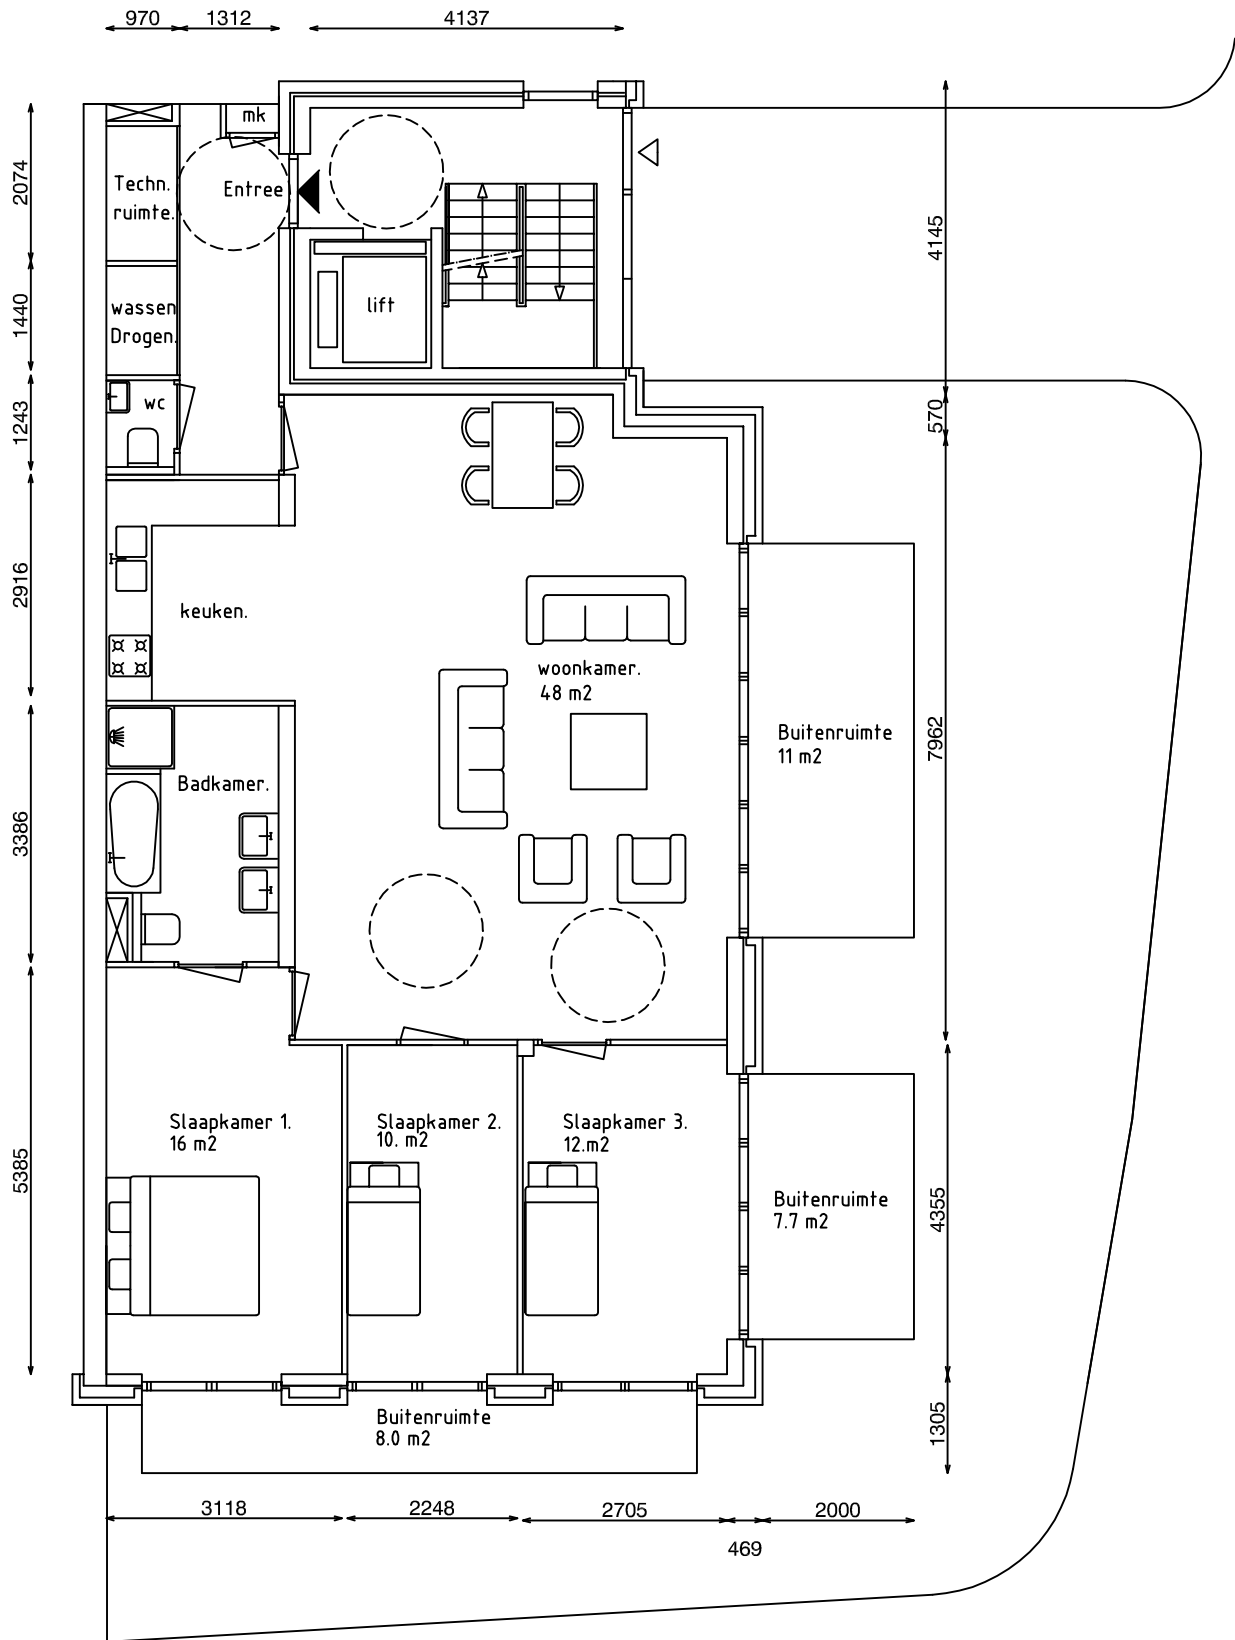 970
1312
4137
mk
Techn.
ruimte.
Entree
2074
4145
lift
wassen
Drogen.
1440
wc
1243
570
keuken.
2916
woonkamer.
48 m2
Buitenruimte
11 m2
7962
Badkamer.
3386
Slaapkamer 1.
16 m2
Slaapkamer 2.
10. m2
Slaapkamer 3.
12.m2
5385
Buitenruimte
7.7 m2
4355
Buitenruimte
8.0 m2
1305
3118
2248
2705
2000
469